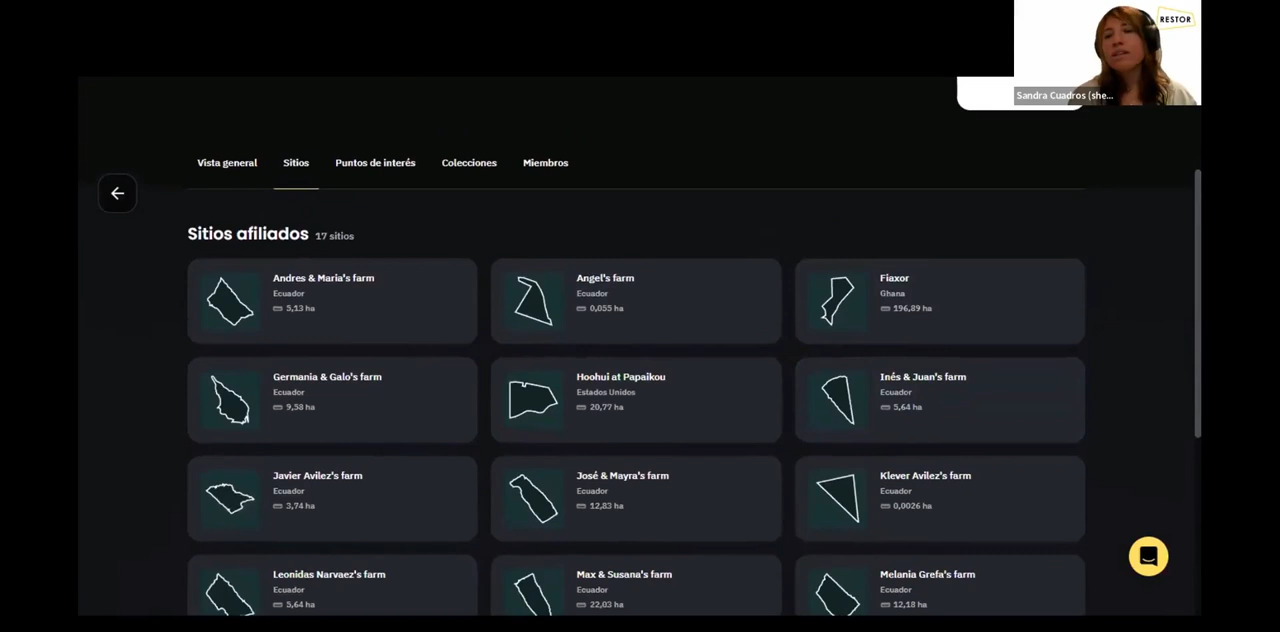 RESTOR
Sandra Cuadros (she...
Vista general Sitios Puntos de interés Colecciones Miembros
Sitios afiliados 17 sitios
Andres & Maria's farm
Ecuador
5,13 ha
Angel's farm
Ecuador
0,055 ha
Fiaxor
Ghana
196,89 ha
Germania & Galo's farm
Ecuador
9,58 ha
Hoohui at Papaikou
Estados Unidos
20,77 ha
Inés & Juan's farm
Ecuador
5,64 ha
Javier Avilez's farm
Ecuador
3,74 ha
José & Mayra's farm
Ecuador
12,83 ha
Klever Avilez's farm
Ecuador
0,0026 ha
Leonidas Narvaez's farm
Ecuador
5,64 ha
Max & Susana's farm
Ecuador
22,03 ha
Melania Grefa's farm
Ecuador
12,18 ha